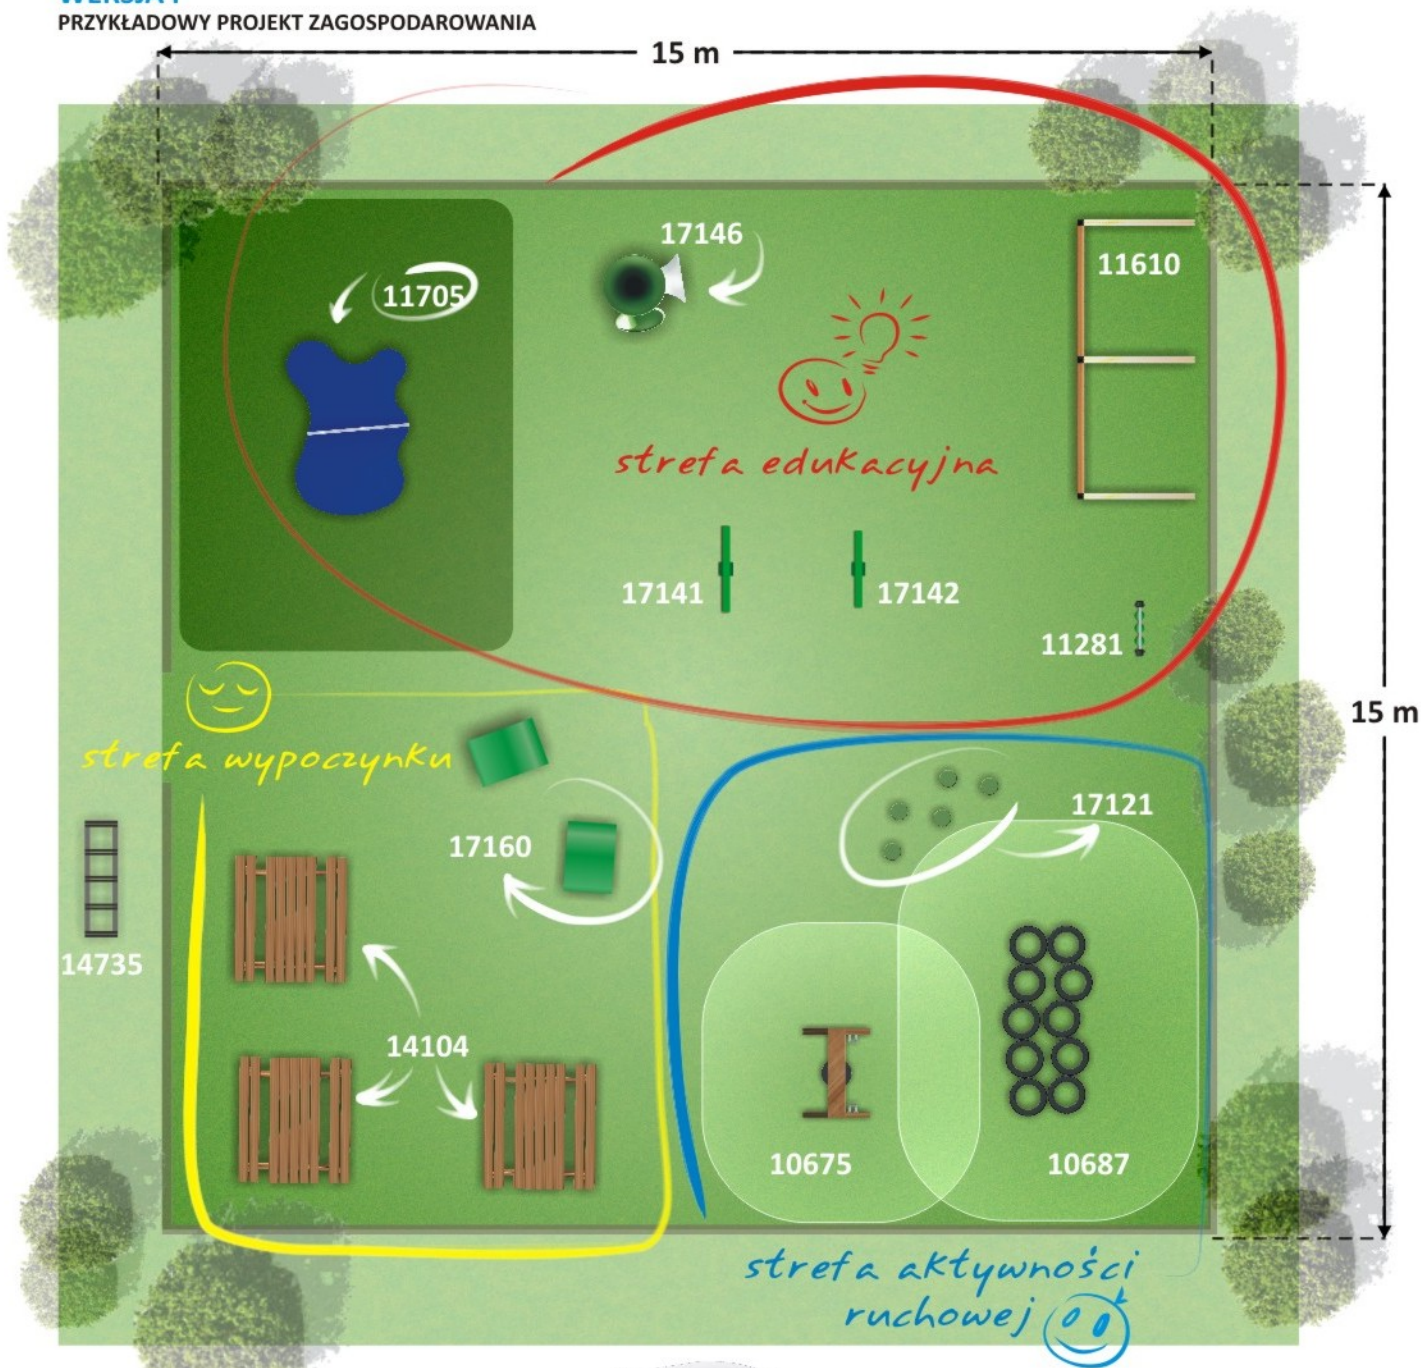 PRZYKŁADOWY PROJEKT ZAGOSPODAROWANIA
15 m
17146
11610
11705
strefa edukacyjna
17141
17142
11281
15 m
strefa wypoczynku
17121
17160
14735
14104
10675
10687
strefa aktywności
ruchowej